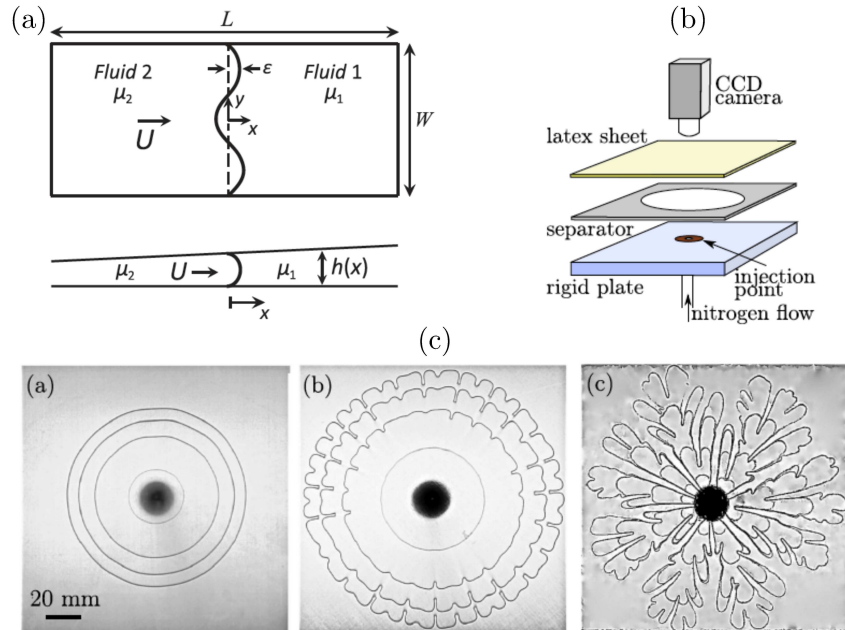 (a)
L
Fluid 2
μ₂
ε
Fluid 1
μ₁
y
x
U
W
μ₂
U
μ₁
h(x)
x
(b)
CCD
camera
latex sheet
separator
rigid plate
injection
point
nitrogen flow
(c)
(a)
20 mm
(b)
(c)